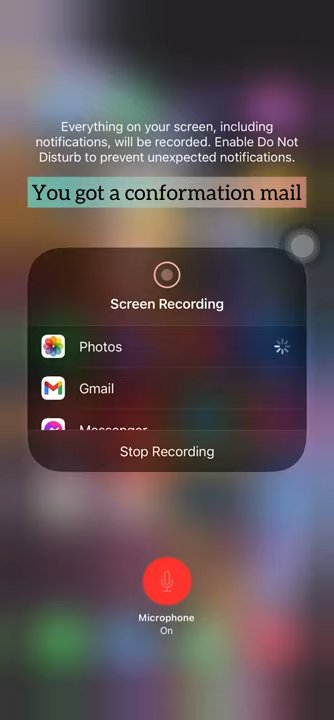 Everything on your screen, including
notifications, will be recorded. Enable Do Not
Disturb to prevent unexpected notifications.
You got a conformation mail
Screen Recording
Photos
Gmail
Messenger
Stop Recording
Microphone
On